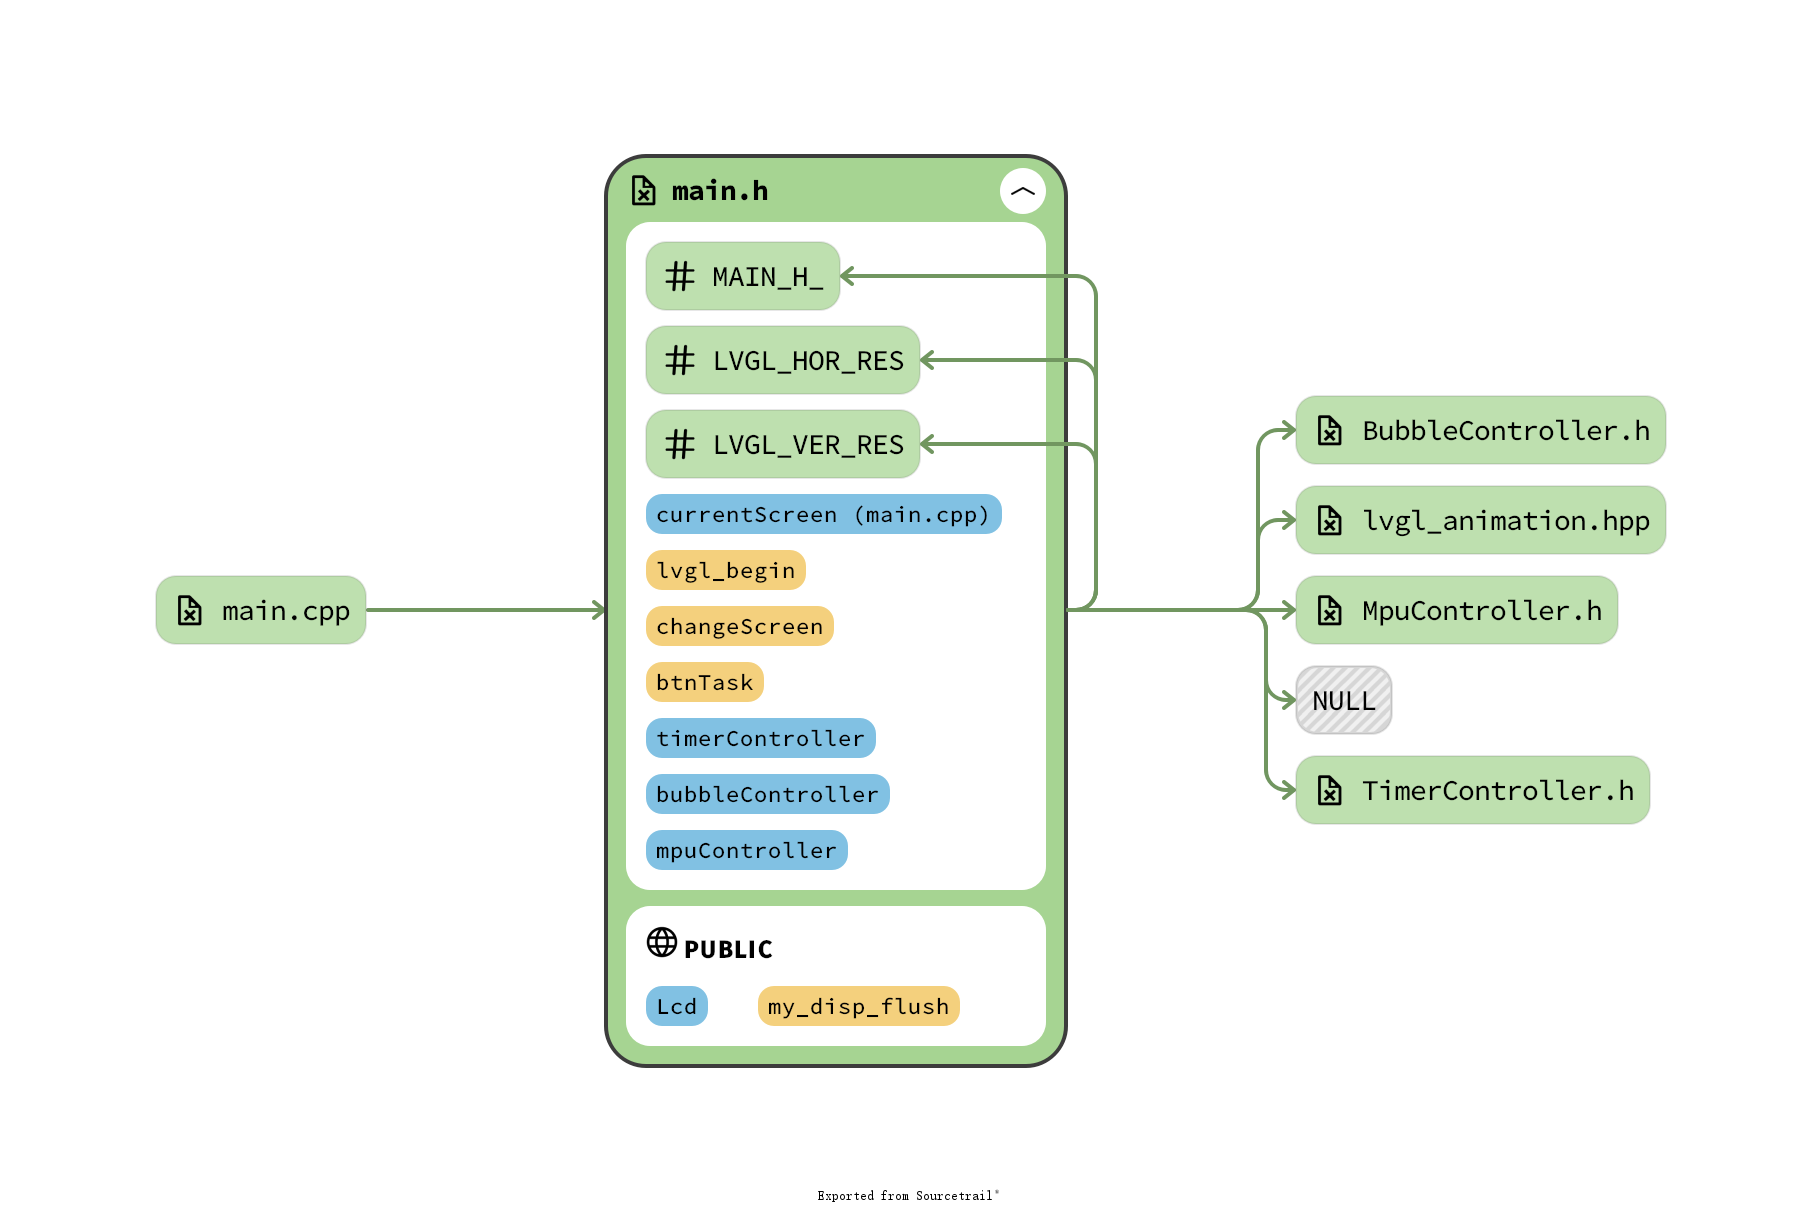 main.h
# MAIN_H_
# LVGL_HOR_RES
# LVGL_VER_RES
currentScreen (main.cpp)
lvgl_begin
changeScreen
btnTask
timerController
bubbleController
mpuController
PUBLIC
Lcd my_disp_flush
main.cpp
BubbleController.h
lvgl_animation.hpp
MpuController.h
NULL
TimerController.h
Exported from Sourcetrail®